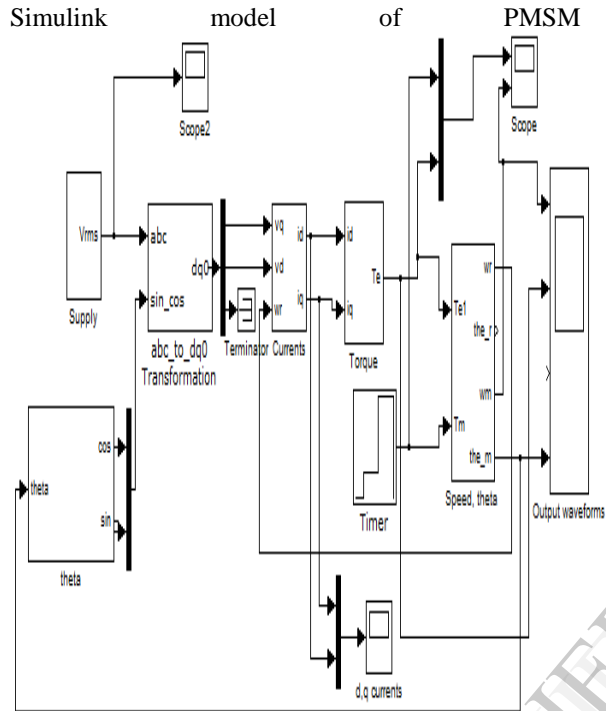 Simulink model of PMSM
Scope2
Scope
Vrms
Supply
abc
dq0
sin_cos
abc_to_dq0
Transformation
Terminator
vq
vd
wr
id
iq
Currents
id
iq
Te
Torque
Te1
Tm
wr
the_r
wm
the_m
Speed, theta
Output waveforms
Timer
theta
cos
sin
theta
d,q currents